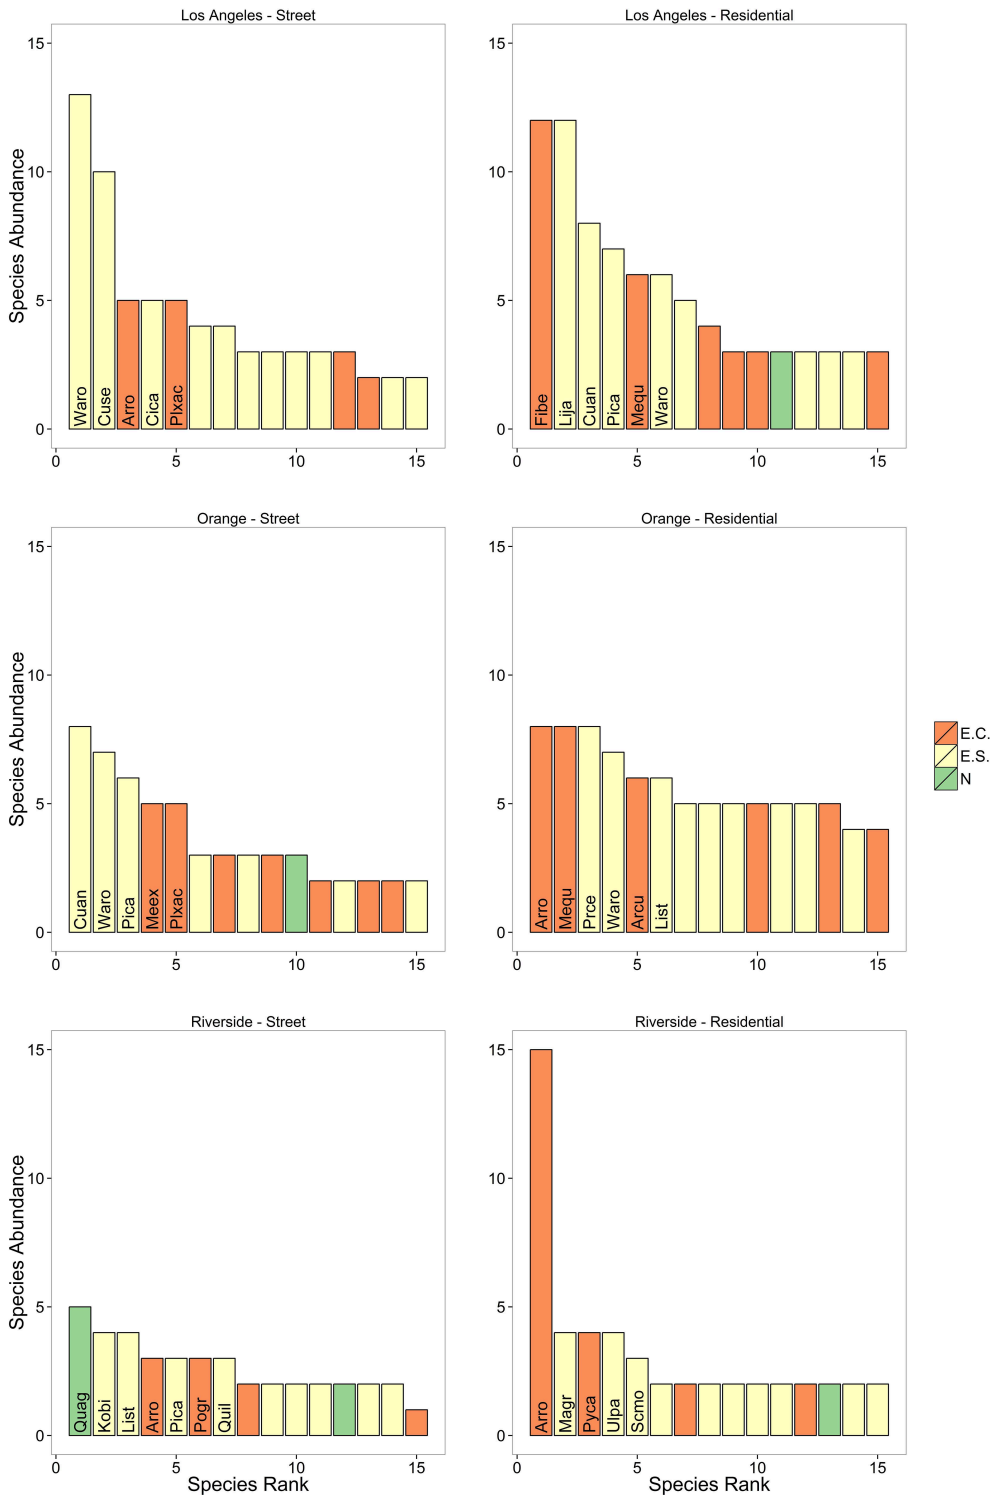 Los Angeles - Street
Los Angeles - Residential
Species Abundance
15
10
5
0
Waro
Cuse
Arro
Cica
Plxac
0
5
10
15
15
10
5
0
Fibe
Lija
Cuan
Pica
Mequ
Waro
0
5
10
15
Orange - Street
Orange - Residential
Species Abundance
15
10
5
0
Cuan
Waro
Pica
Meex
Plxac
0
5
10
15
15
10
5
0
Arro
Mequ
Prce
Waro
Arcu
List
0
5
10
15
E.C.
E.S.
N
Riverside - Street
Riverside - Residential
Species Abundance
15
10
5
0
Quag
Kobi
List
Arro
Pica
Pogr
Quil
0
5
10
15
Species Rank
15
10
5
0
Arro
Magr
Pyca
Ulpa
Scmo
0
5
10
15
Species Rank